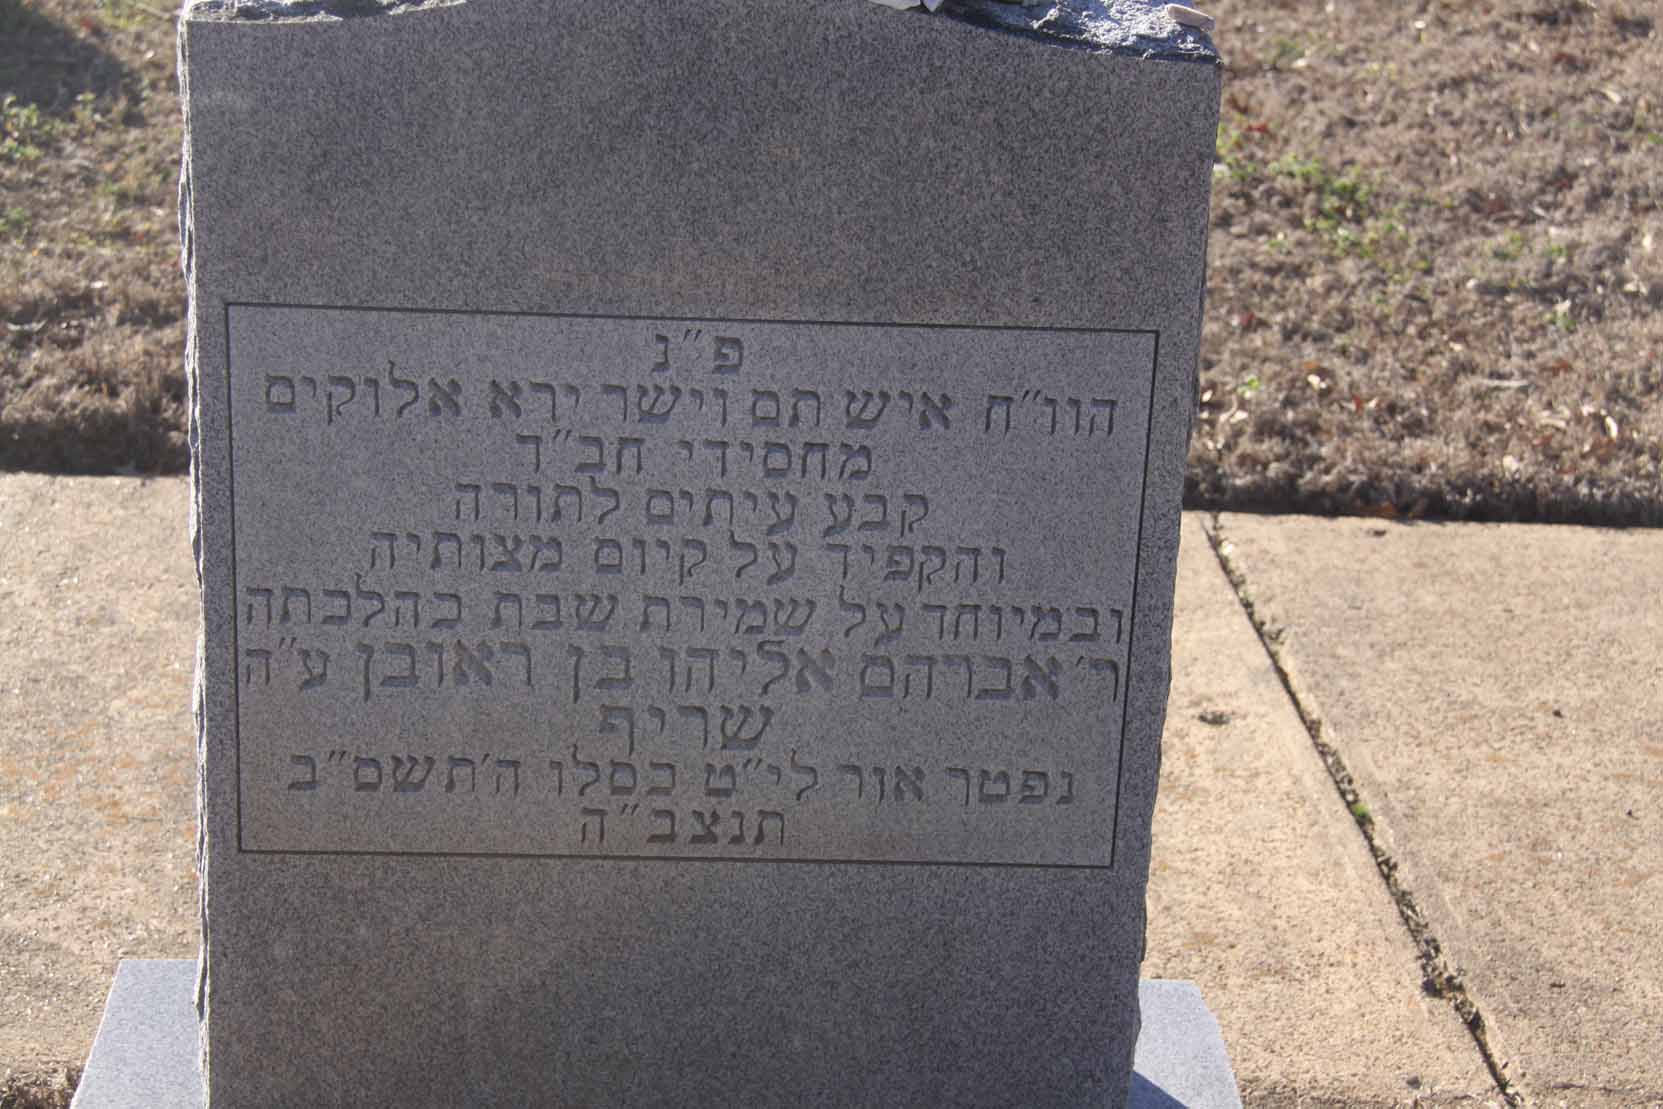 פ״נ
הוו״ח איש תם וישר ירא אלוקים
מחסידי חב״ד
קבע עיתים לתורה
והקפיד על קיום מצותיה
ובמיוחד על שמירת שבת כהלכתה
ר׳ אברהם אליהו בן ראובן ע״ה
שריף
נפטר אור לי״ט כסלו ה׳תשס״ב
תנצב״ה